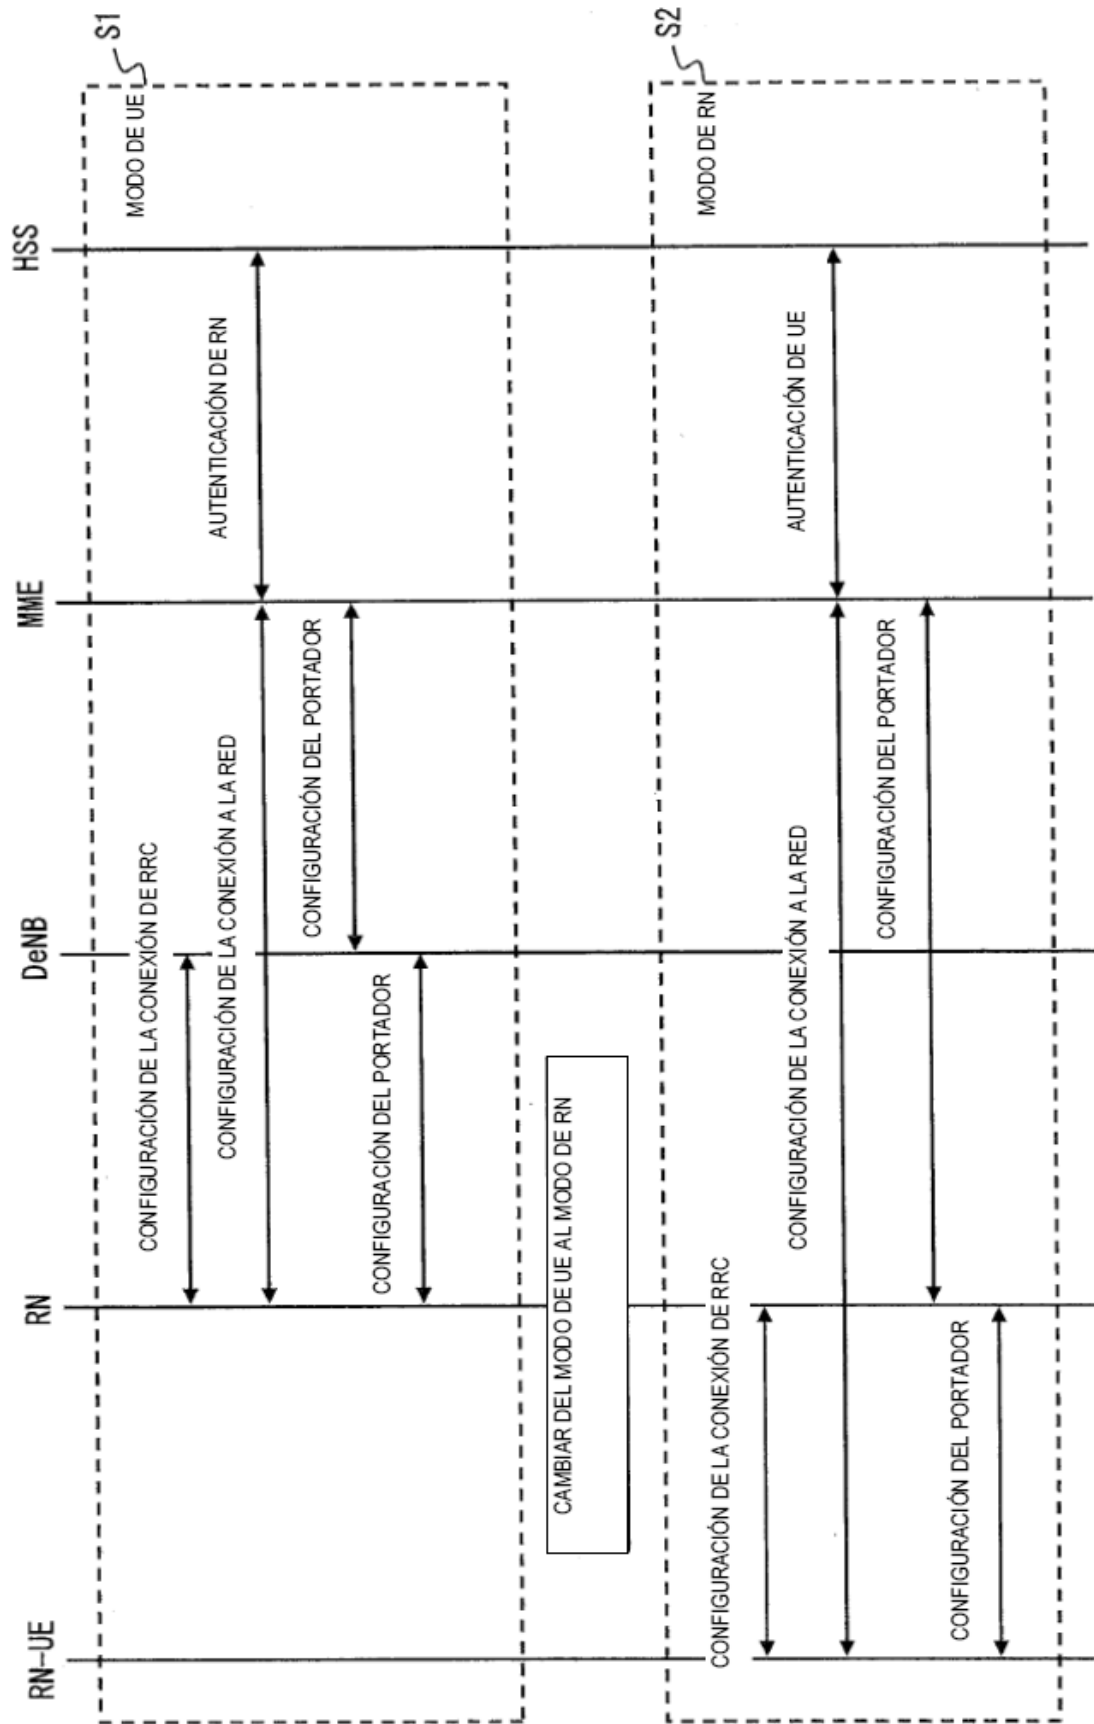 RN-UE
RN
DeNB
MME
HSS
S1
MODO DE UE
CONFIGURACIÓN DE LA CONEXIÓN DE RRC
CONFIGURACIÓN DE LA CONEXIÓN A LA RED
AUTENTICACIÓN DE RN
CONFIGURACIÓN DEL PORTADOR
CONFIGURACIÓN DEL PORTADOR
CAMBIAR DEL MODO DE UE AL MODO DE RN
S2
MODO DE RN
CONFIGURACIÓN DE LA CONEXIÓN DE RRC
CONFIGURACIÓN DE LA CONEXIÓN A LA RED
AUTENTICACIÓN DE UE
CONFIGURACIÓN DEL PORTADOR
CONFIGURACIÓN DEL PORTADOR